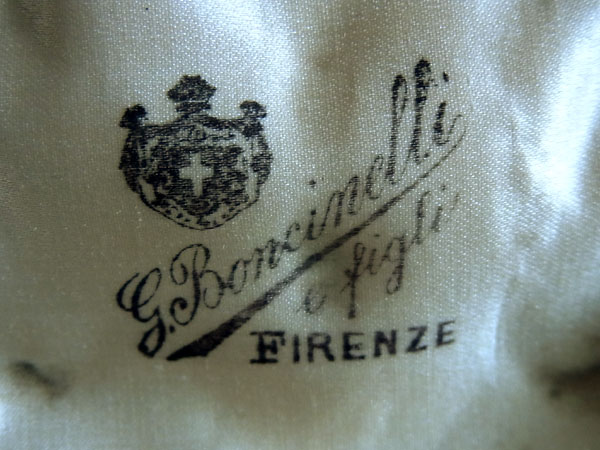 G. Boncinelli
e figli
FIRENZE